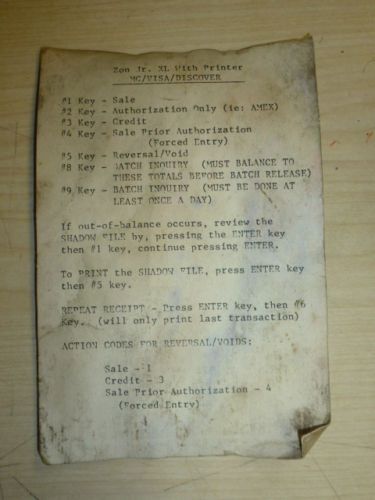 Zon Jr. XL With Printer
MC/VISA/DISCOVER
#1 Key - Sale
#2 Key - Authorization Only (ie: AMEX)
#3 Key - Credit
#4 Key - Sale Prior Authorization
(Forced Entry)
#5 Key - Reversal/Void
#8 Key - BATCH INQUIRY (MUST BALANCE TO
THESE TOTALS BEFORE BATCH RELEASE)
#9 Key - BATCH INQUIRY (MUST BE DONE AT
LEAST ONCE A DAY)
If out-of-balance occurs, review the
SHADOW FILE by, pressing the ENTER key
then #1 key, continue pressing ENTER.
To PRINT the SHADOW FILE, press ENTER key
then #5 key.
REPEAT RECEIPT - Press ENTER key, then #6
Key. (will only print last transaction)
ACTION CODES FOR REVERSAL/VOIDS:
Sale - 1
Credit - 3
Sale Prior Authorization - 4
(Forced Entry)